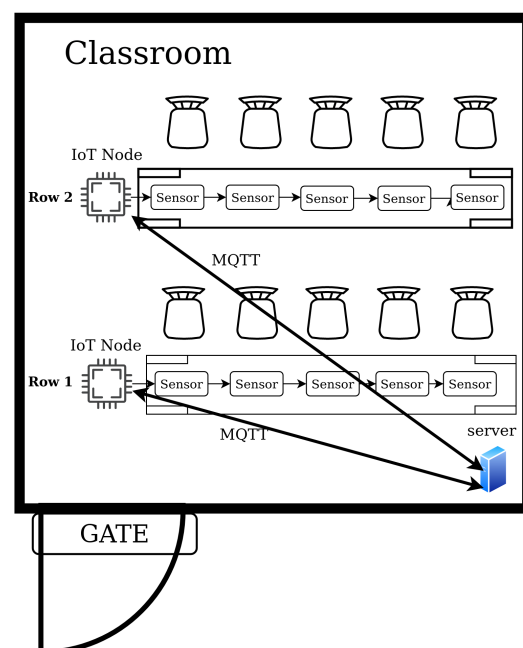 Classroom
IoT Node
Row 2
Sensor Sensor Sensor Sensor Sensor
MQTT
IoT Node
Row 1
Sensor Sensor Sensor Sensor Sensor
MQTT
server
GATE